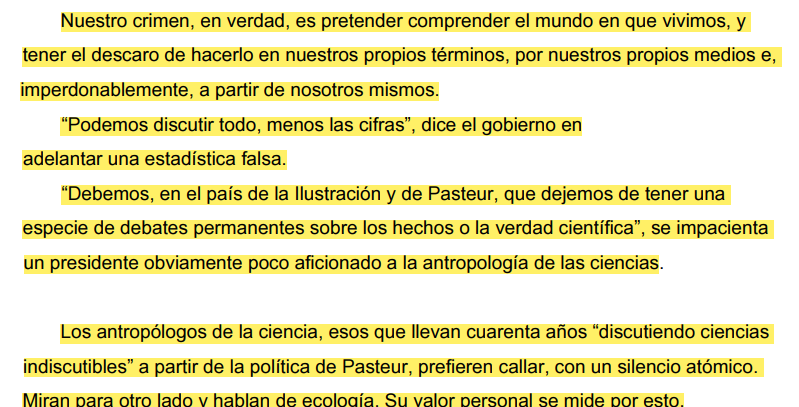 Nuestro crimen, en verdad, es pretender comprender el mundo en que vivimos, y
tener el descaro de hacerlo en nuestros propios términos, por nuestros propios medios e,
imperdonablemente, a partir de nosotros mismos.
“Podemos discutir todo, menos las cifras”, dice el gobierno en
adelantar una estadística falsa.
“Debemos, en el país de la Ilustración y de Pasteur, que dejemos de tener una
especie de debates permanentes sobre los hechos o la verdad científica”, se impacienta
un presidente obviamente poco aficionado a la antropología de las ciencias.
Los antropólogos de la ciencia, esos que llevan cuarenta años “discutiendo ciencias
indiscutibles” a partir de la política de Pasteur, prefieren callar, con un silencio atómico.
Miran para otro lado y hablan de ecología. Su valor personal se mide por esto.